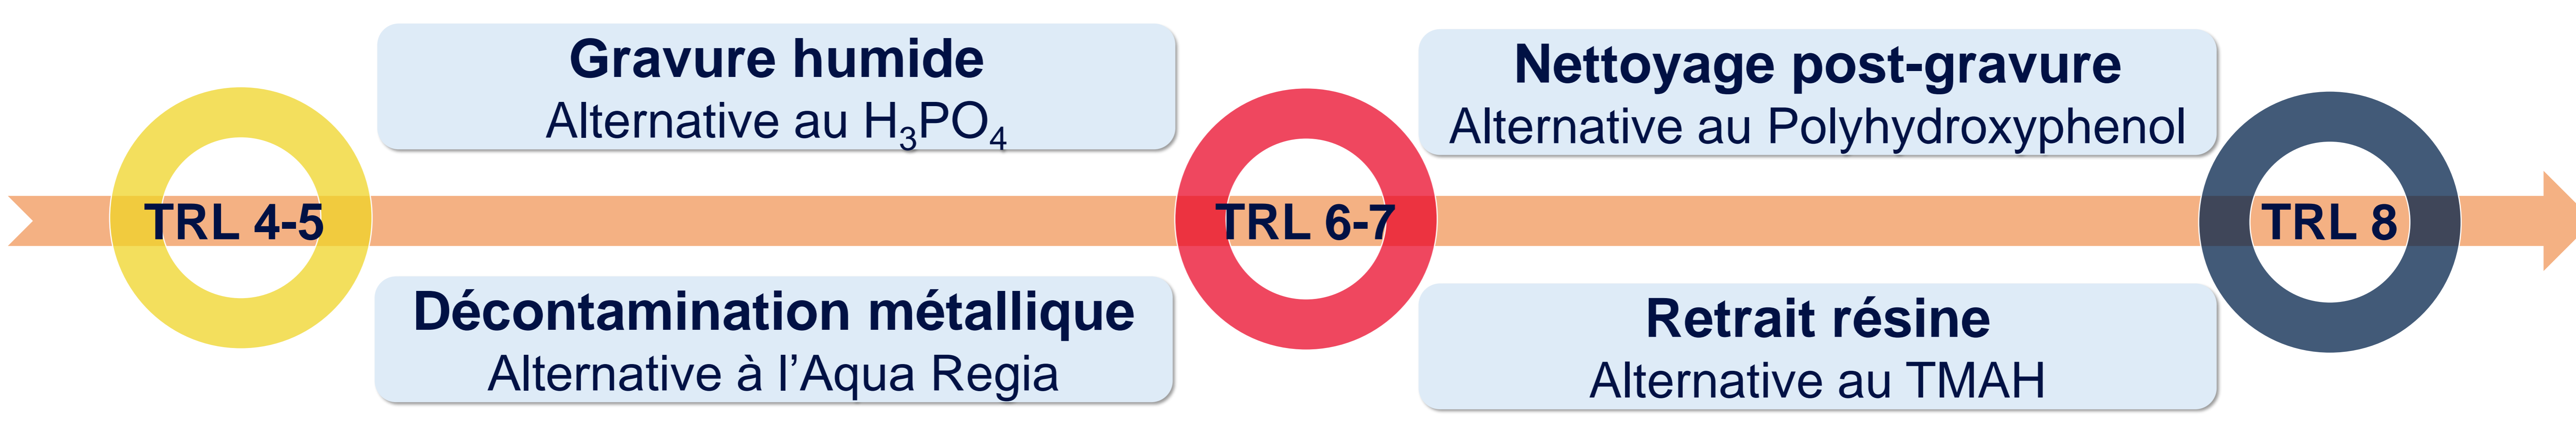 Gravure humide
Alternative au H₃PO₄
Nettoyage post-gravure
Alternative au Polyhydroxyphenol
TRL 4-5
TRL 6-7
TRL 8
Décontamination métallique
Alternative à l’Aqua Regia
Retrait résine
Alternative au TMAH